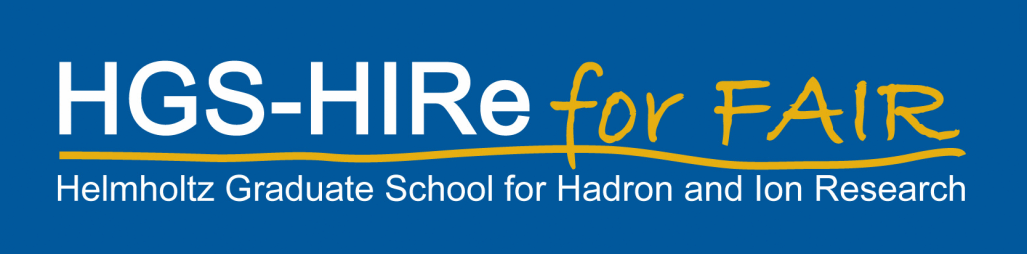 HGS-HIRe for FAIR
Helmholtz Graduate School for Hadron and Ion Research